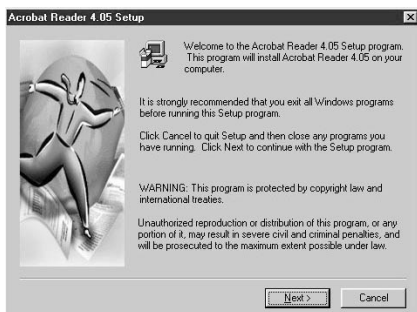 Acrobat Reader 4.05 Setup
Welcome to the Acrobat Reader 4.05 Setup program.
This program will install Acrobat Reader 4.05 on your
computer.
It is strongly recommended that you exit all Windows programs
before running this Setup program.
Click Cancel to quit Setup and then close any programs you
have running. Click Next to continue with the Setup program.
WARNING: This program is protected by copyright law and
international treaties.
Unauthorized reproduction or distribution of this program, or any
portion of it, may result in severe civil and criminal penalties, and
will be prosecuted to the maximum extent possible under law.
Next >
Cancel